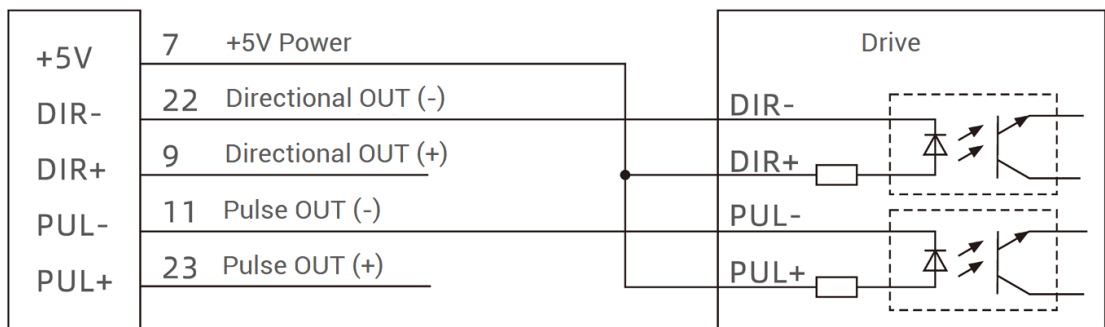 +5V 7 +5V Power Drive
DIR- 22 Directional OUT (-) DIR-
DIR+ 9 Directional OUT (+) DIR+
PUL- 11 Pulse OUT (-) PUL-
PUL+ 23 Pulse OUT (+) PUL+